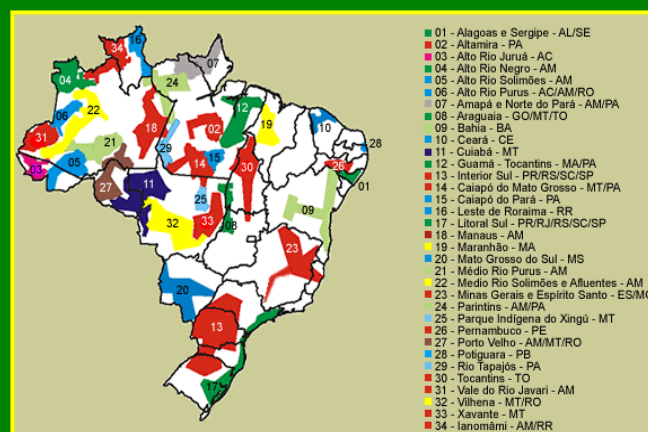 34
16
07
04
24
22
12
19
10
06
18
02
28
31
21
29
05
14
15
30
26
03
27
11
25
01
09
32
33
08
23
20
13
17
01 - Alagoas e Sergipe - AL/SE
02 - Altamira - PA
03 - Alto Rio Juruá - AC
04 - Alto Rio Negro - AM
05 - Alto Rio Solimões - AM
06 - Alto Rio Purus - AC/AM/RO
07 - Amapá e Norte do Pará - AM/PA
08 - Araguaia - GO/MT/TO
09 - Bahia - BA
10 - Ceará - CE
11 - Cuiabá - MT
12 - Guamá - Tocantins - MA/PA
13 - Interior Sul - PR/RS/SC/SP
14 - Caiapó do Mato Grosso - MT/PA
15 - Caiapó do Pará - PA
16 - Leste de Roraima - RR
17 - Litoral Sul - PR/RJ/RS/SC/SP
18 - Manaus - AM
19 - Maranhão - MA
20 - Mato Grosso do Sul - MS
21 - Médio Rio Purus - AM
22 - Medio Rio Solimões e Afluentes - AM
23 - Minas Gerais e Espírito Santo - ES/MG
24 - Parintins - AM/PA
25 - Parque Indígena do Xingú - MT
26 - Pernambuco - PE
27 - Porto Velho - AM/MT/RO
28 - Potiguara - PB
29 - Rio Tapajós - PA
30 - Tocantins - TO
31 - Vale do Rio Javari - AM
32 - Vilhena - MT/RO
33 - Xavante - MT
34 - Ianomâmi - AM/RR